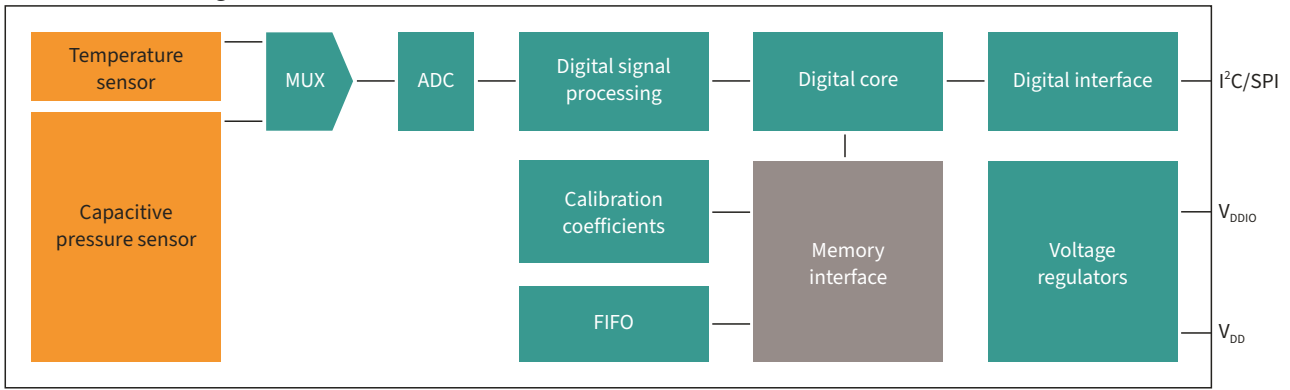 Temperature
sensor
MUX
ADC
Digital signal
processing
Digital core
Digital interface
I²C/SPI
Capacitive
pressure sensor
Calibration
coefficients
Memory
interface
Voltage
regulators
V_DDIO
FIFO
V_DD